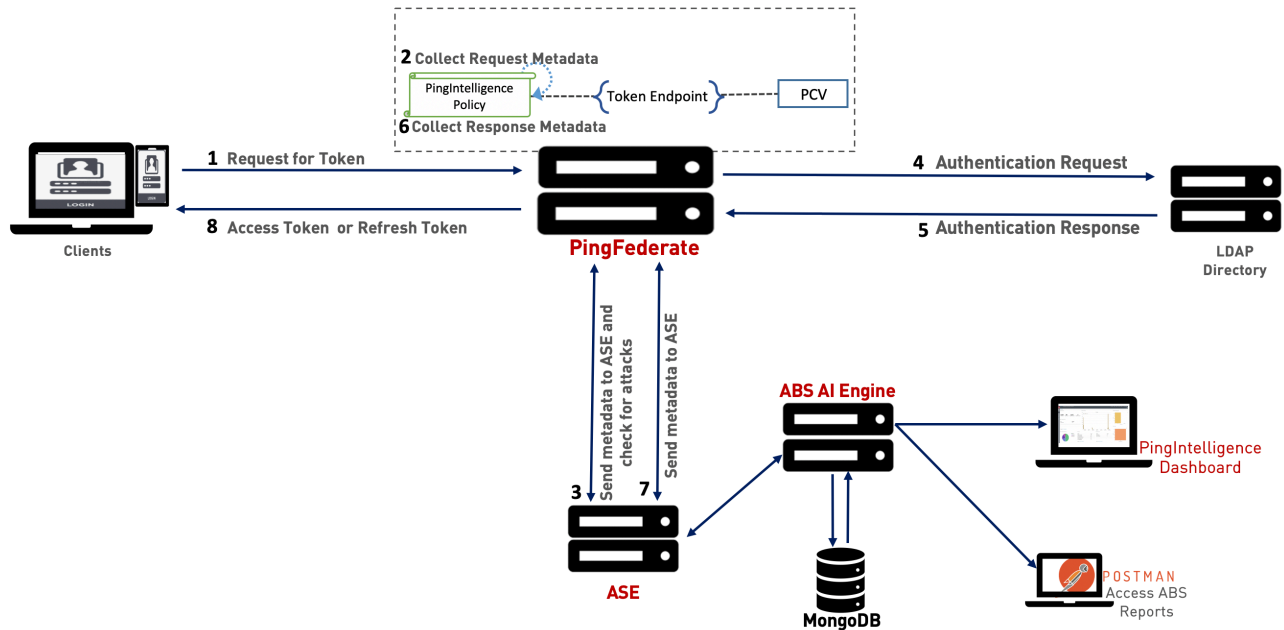 2 Collect Request Metadata
PingIntelligence
Policy
Token Endpoint
PCV
6 Collect Response Metadata
1 Request for Token
4 Authentication Request
LOGIN
8 Access Token or Refresh Token
5 Authentication Response
Clients
PingFederate
LDAP
Directory
3 Send metadata to ASE and
check for attacks
7 Send metadata to ASE
ABS AI Engine
PingIntelligence
Dashboard
ASE
MongoDB
POSTMAN
Access ABS
Reports